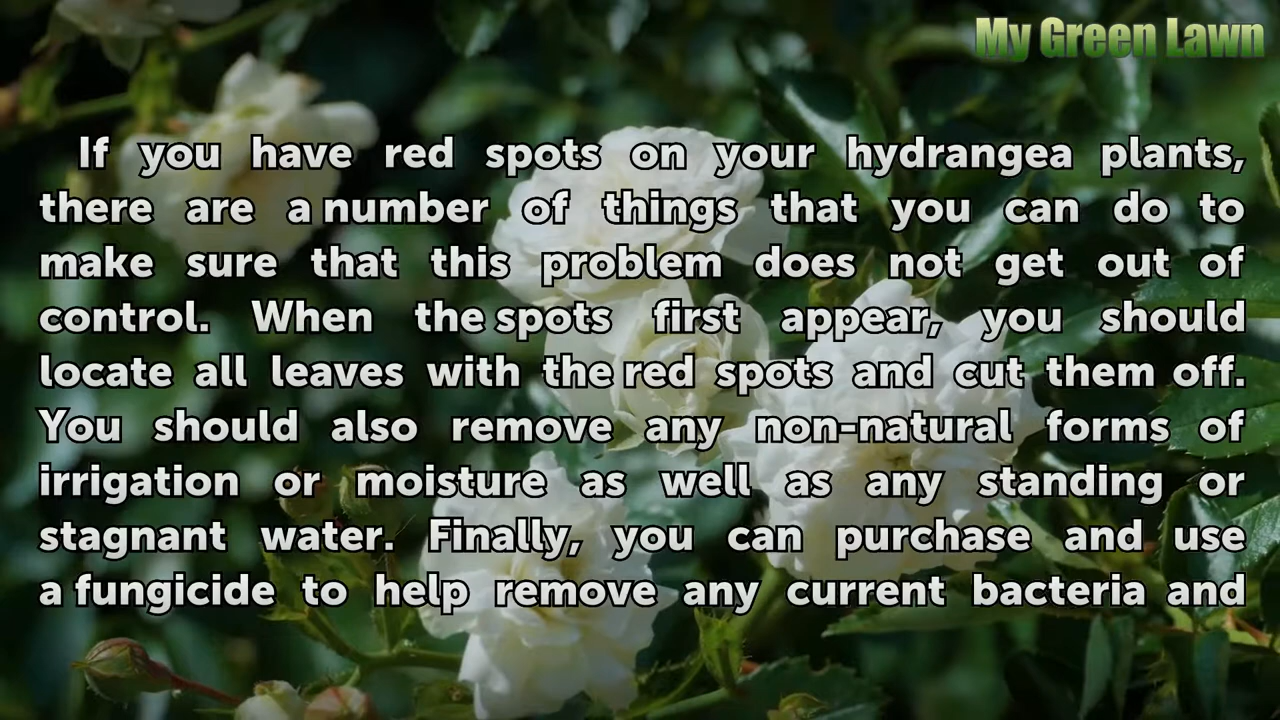 My Green Lawn
If you have red spots on your hydrangea plants,
there are a number of things that you can do to
make sure that this problem does not get out of
control. When the spots first appear, you should
locate all leaves with the red spots and cut them off.
You should also remove any non-natural forms of
irrigation or moisture as well as any standing or
stagnant water. Finally, you can purchase and use
a fungicide to help remove any current bacteria and